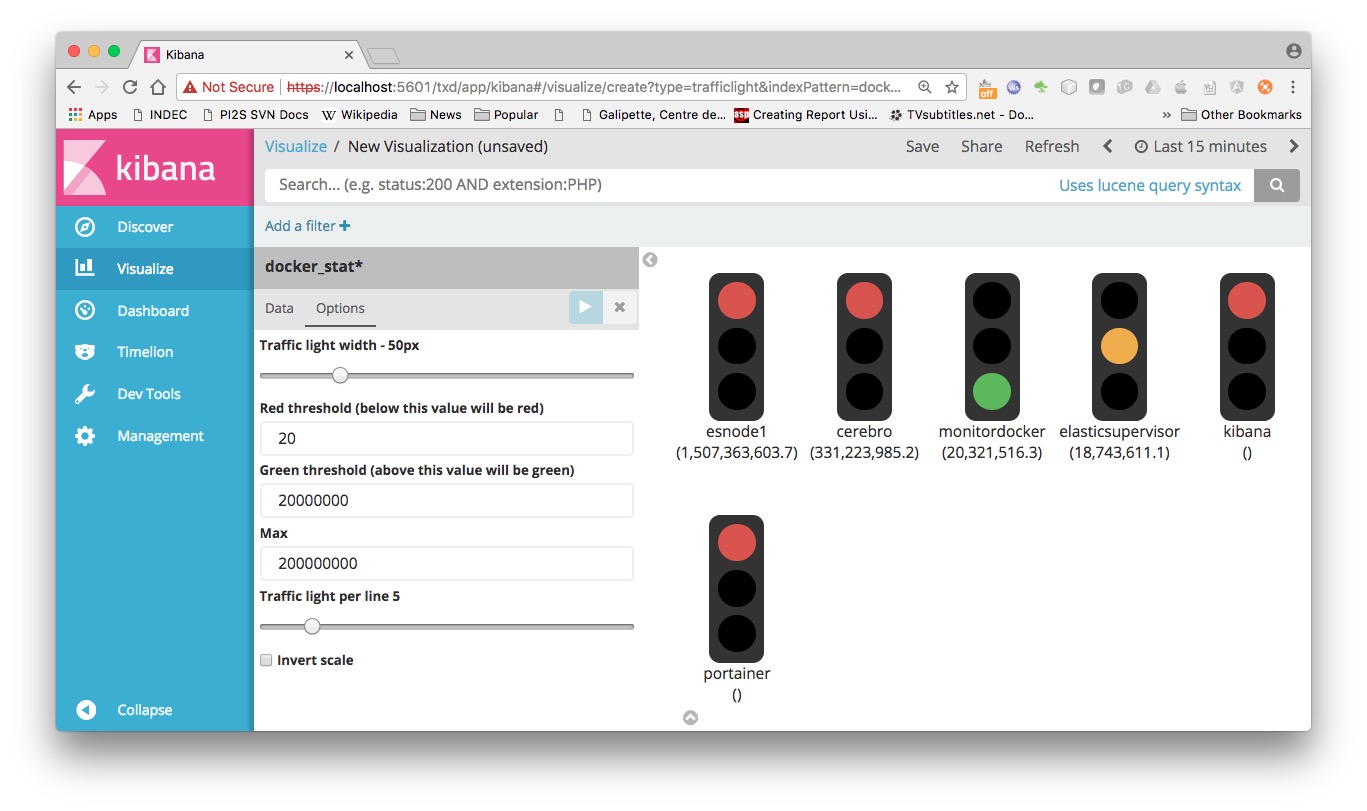 Kibana
Not Secure https://localhost:5601/txd/app/kibana#/visualize/create?type=trafficlight&indexPattern=dock...
off
Apps INDEC PI2S SVN Docs Wikipedia News Popular Galipette, Centre de... asp Creating Report Usi... TVsubtitles.net - Do... » Other Bookmarks
kibana
Visualize / New Visualization (unsaved) Save Share Refresh Last 15 minutes
Search... (e.g. status:200 AND extension:PHP) Uses lucene query syntax
Add a filter +
Discover
Visualize
Dashboard
Timelion
Dev Tools
Management
Collapse
docker_stat*
Data Options
Traffic light width - 50px
Red threshold (below this value will be red)
20
Green threshold (above this value will be green)
20000000
Max
200000000
Traffic light per line 5
Invert scale
esnode1 cerebro monitordocker elasticsupervisor kibana
(1,507,363,603.7) (331,223,985.2) (20,321,516.3) (18,743,611.1) ()
portainer
()